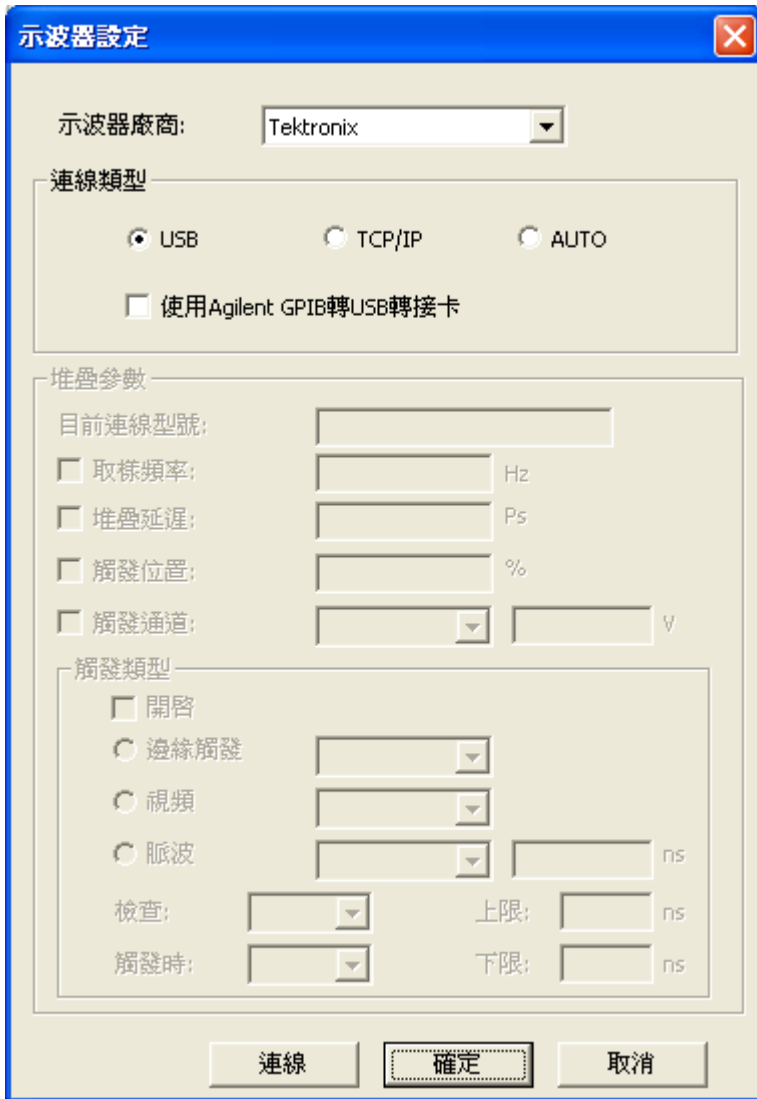 示波器設定
示波器廠商: Tektronix
連線類型
USB TCP/IP AUTO
使用Agilent GPIB轉USB轉接卡
堆疊參數
目前連線型號:
取樣頻率: Hz
堆疊延遲: Ps
觸發位置: %
觸發通道: V
觸發類型
開啓
邊緣觸發
視頻
脈波 ns
檢查: 上限: ns
觸發時: 下限: ns
連線 確定 取消